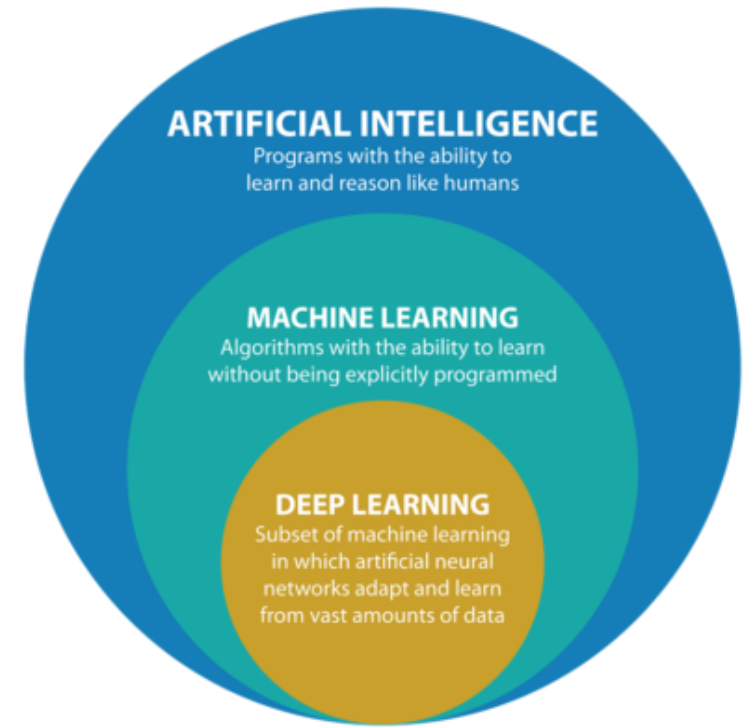 ARTIFICIAL INTELLIGENCE
Programs with the ability to
learn and reason like humans
MACHINE LEARNING
Algorithms with the ability to learn
without being explicitly programmed
DEEP LEARNING
Subset of machine learning
in which artificial neural
networks adapt and learn
from vast amounts of data